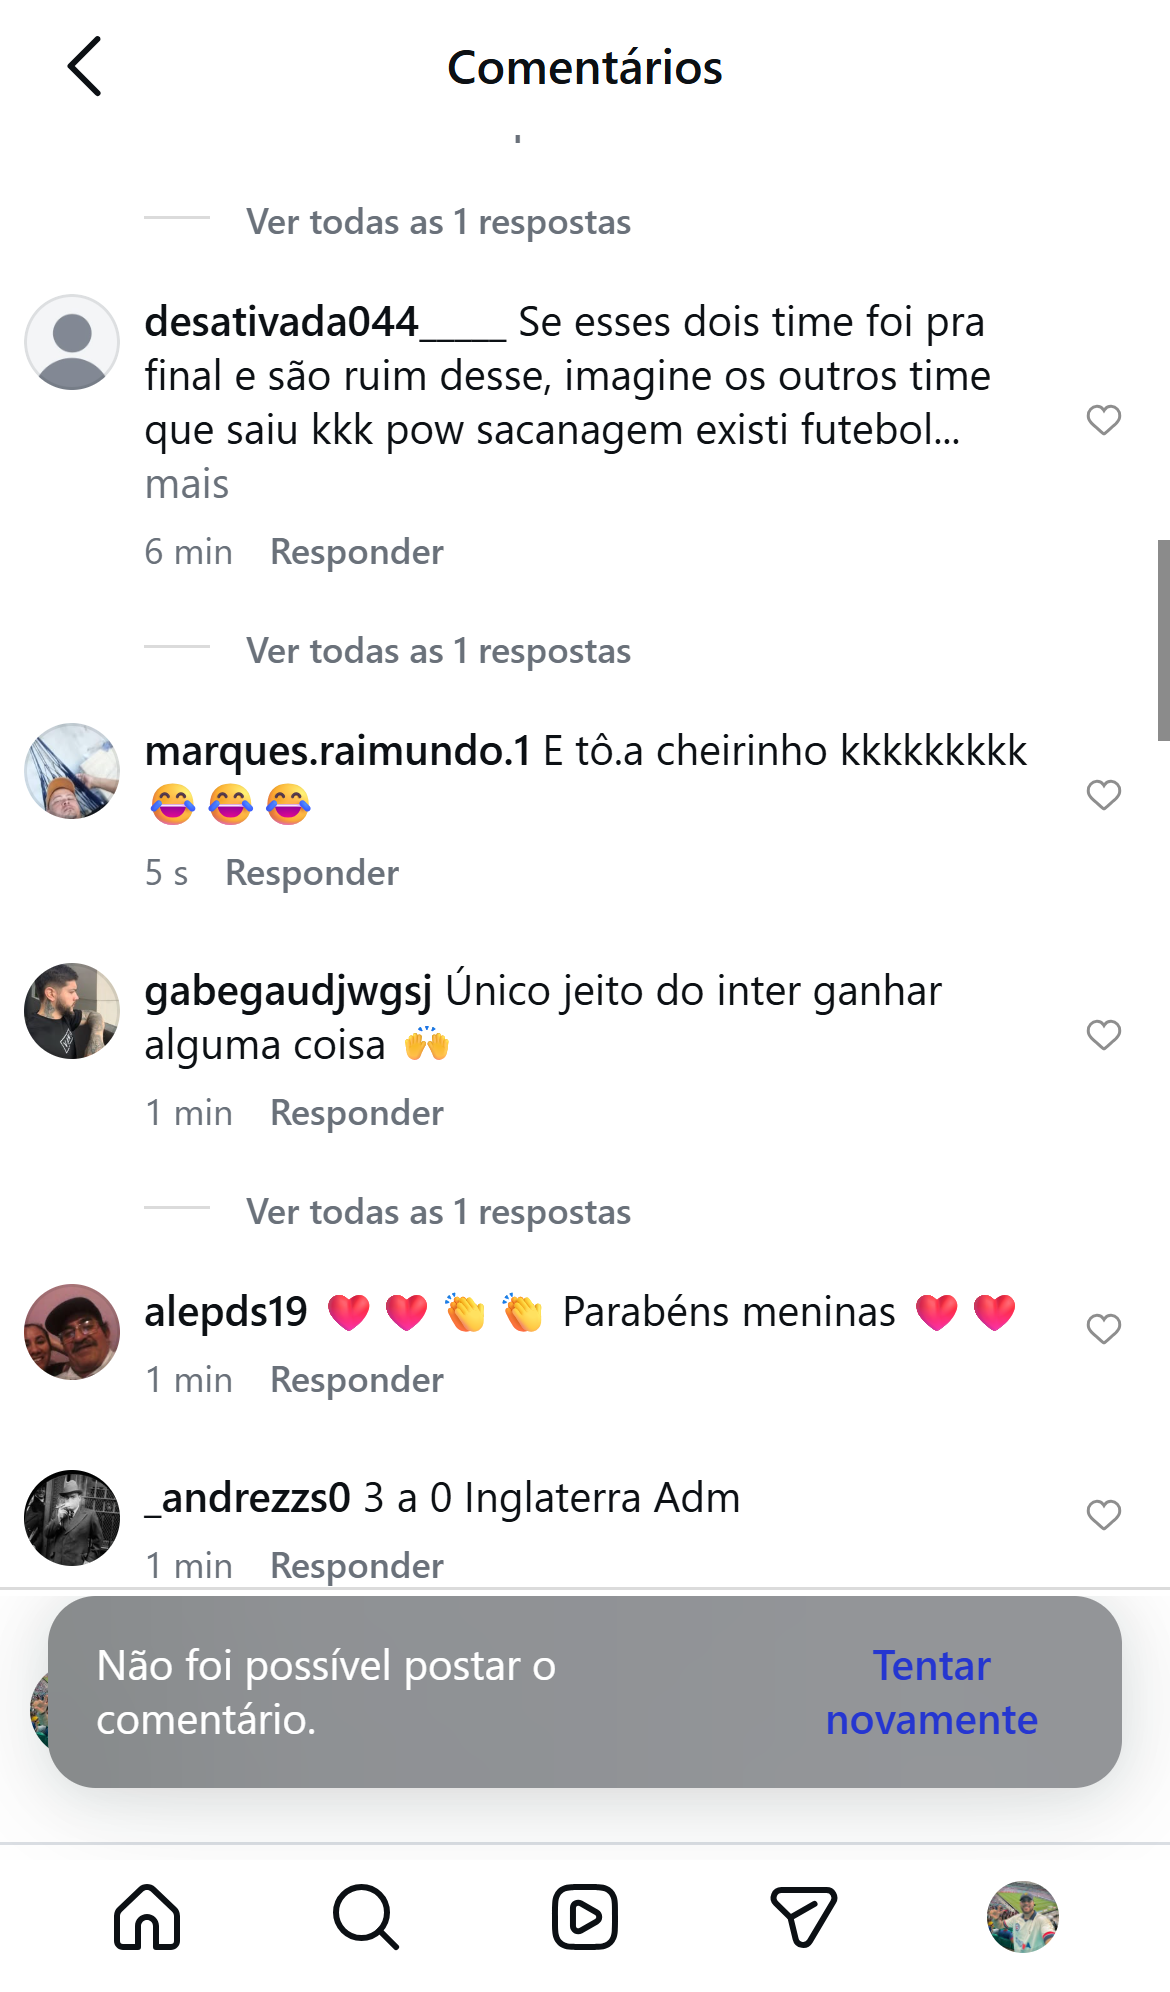 Comentários
Ver todas as 1 respostas
desativada044_____ Se esses dois time foi pra
final e são ruim desse, imagine os outros time
que saiu kkk pow sacanagem existi futebol...
mais
6 min Responder
Ver todas as 1 respostas
marques.raimundo.1 E tô.a cheirinho kkkkkkkkk
😂😂😂
5 s Responder
gabegaudjwgsj Único jeito do inter ganhar
alguma coisa 🙌
1 min Responder
Ver todas as 1 respostas
alepds19 ❤️❤️👏👏 Parabéns meninas ❤️❤️
1 min Responder
_andrezzs0 3 a 0 Inglaterra Adm
1 min Responder
Não foi possível postar o
comentário.
Tentar
novamente